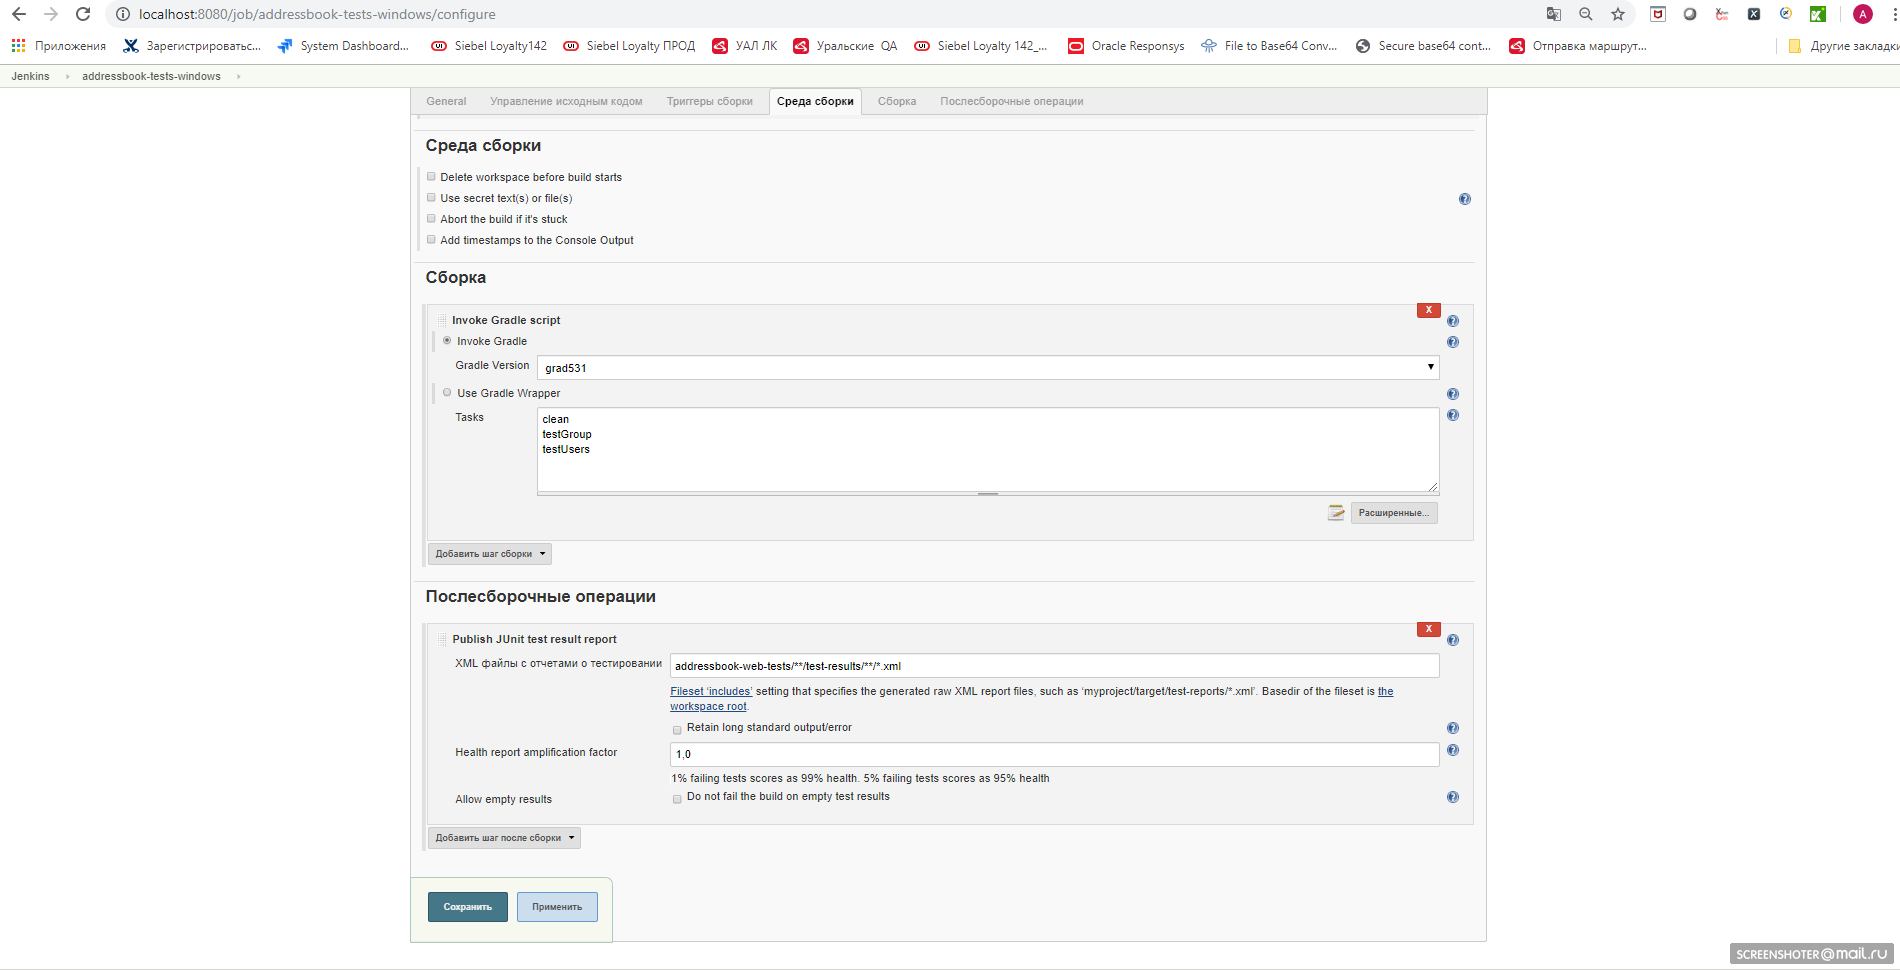 localhost:8080/job/addressbook-tests-windows/configure
Приложения Зарегистрироватьс... System Dashboard... Siebel Loyalty142 Siebel Loyalty ПРОД УАЛ ЛК Уральские QA Siebel Loyalty 142_... Oracle Responsys File to Base64 Conv... Secure base64 cont... Отправка маршрут... Другие закладки
Jenkins addressbook-tests-windows
General Управление исходным кодом Триггеры сборки Среда сборки Сборка Послесборочные операции
Среда сборки
Delete workspace before build starts
Use secret text(s) or file(s)
Abort the build if it's stuck
Add timestamps to the Console Output
Сборка
X
Invoke Gradle script
Invoke Gradle
Gradle Version grad531
Use Gradle Wrapper
Tasks clean
testGroup
testUsers
Расширенные...
Добавить шаг сборки
Послесборочные операции
X
Publish JUnit test result report
XML файлы с отчетами о тестировании addressbook-web-tests/**/test-results/**/*.xml
Fileset 'includes' setting that specifies the generated raw XML report files, such as 'myproject/target/test-reports/*.xml'. Basedir of the fileset is the
workspace root.
Retain long standard output/error
Health report amplification factor 1,0
1% failing tests scores as 99% health. 5% failing tests scores as 95% health
Allow empty results Do not fail the build on empty test results
Добавить шаг после сборки
Сохранить Применить
SCREENSHOTER@mail.ru